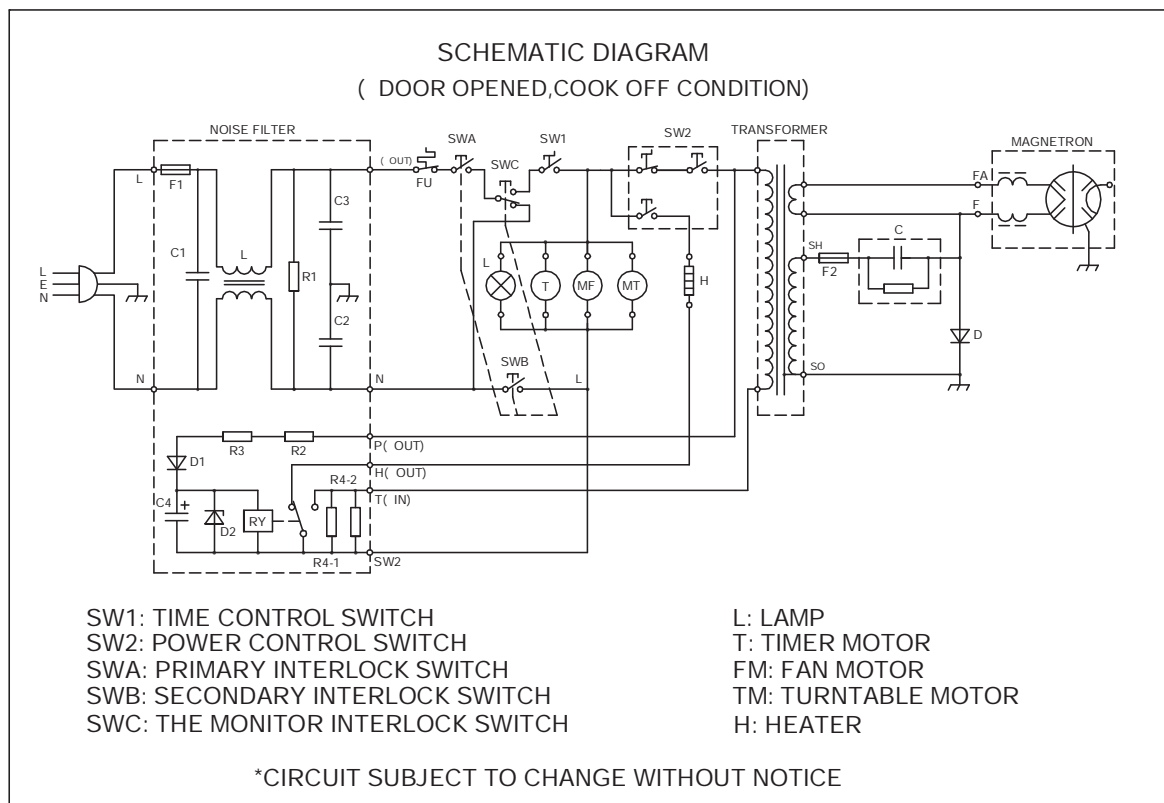 SCHEMATIC DIAGRAM
( DOOR OPENED,COOK OFF CONDITION)
NOISE FILTER
SWA
SW1
SW2
TRANSFORMER
MAGNETRON
( OUT)
SWC
L
F1
FU
FA
C3
F
C1
L
C
SH
L
R1
L
T
MF
MT
H
F2
E
N
C2
D
SWB
N
N
L
SO
R3
R2
P( OUT)
D1
H( OUT)
R4-2
C4
+
T( IN)
D2
RY
R4-1
SW2
SW1: TIME CONTROL SWITCH
L: LAMP
SW2: POWER CONTROL SWITCH
T: TIMER MOTOR
SWA: PRIMARY INTERLOCK SWITCH
FM: FAN MOTOR
SWB: SECONDARY INTERLOCK SWITCH
TM: TURNTABLE MOTOR
SWC: THE MONITOR INTERLOCK SWITCH
H: HEATER
*CIRCUIT SUBJECT TO CHANGE WITHOUT NOTICE